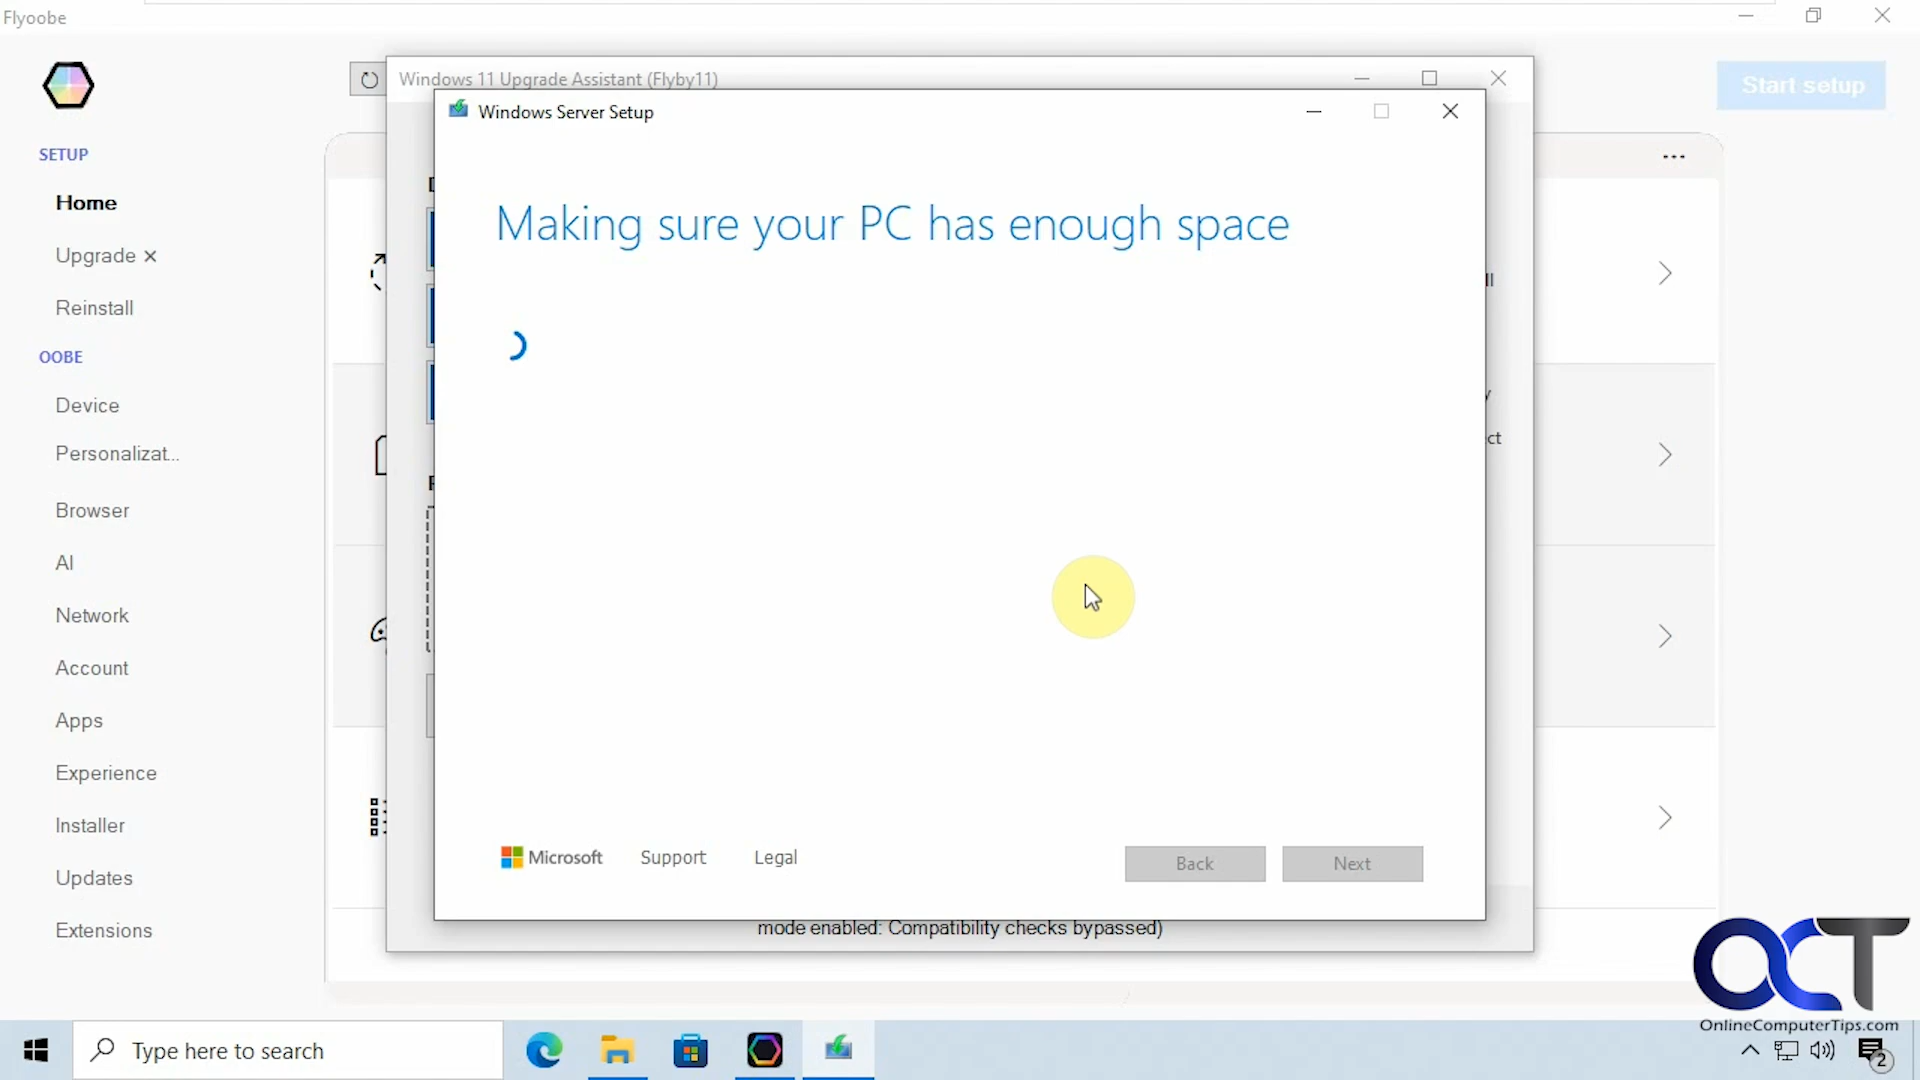 Flyoobe
Start setup
SETUP
Home
Upgrade ×
Reinstall
OOBE
Device
Personalizat...
Browser
AI
Network
Account
Apps
Experience
Installer
Updates
Extensions
Windows 11 Upgrade Assistant (Flyby11)
Windows Server Setup
Making sure your PC has enough space
Microsoft Support Legal
Back Next
mode enabled: Compatibility checks bypassed)
OCT
OnlineComputerTips.com
Type here to search
2